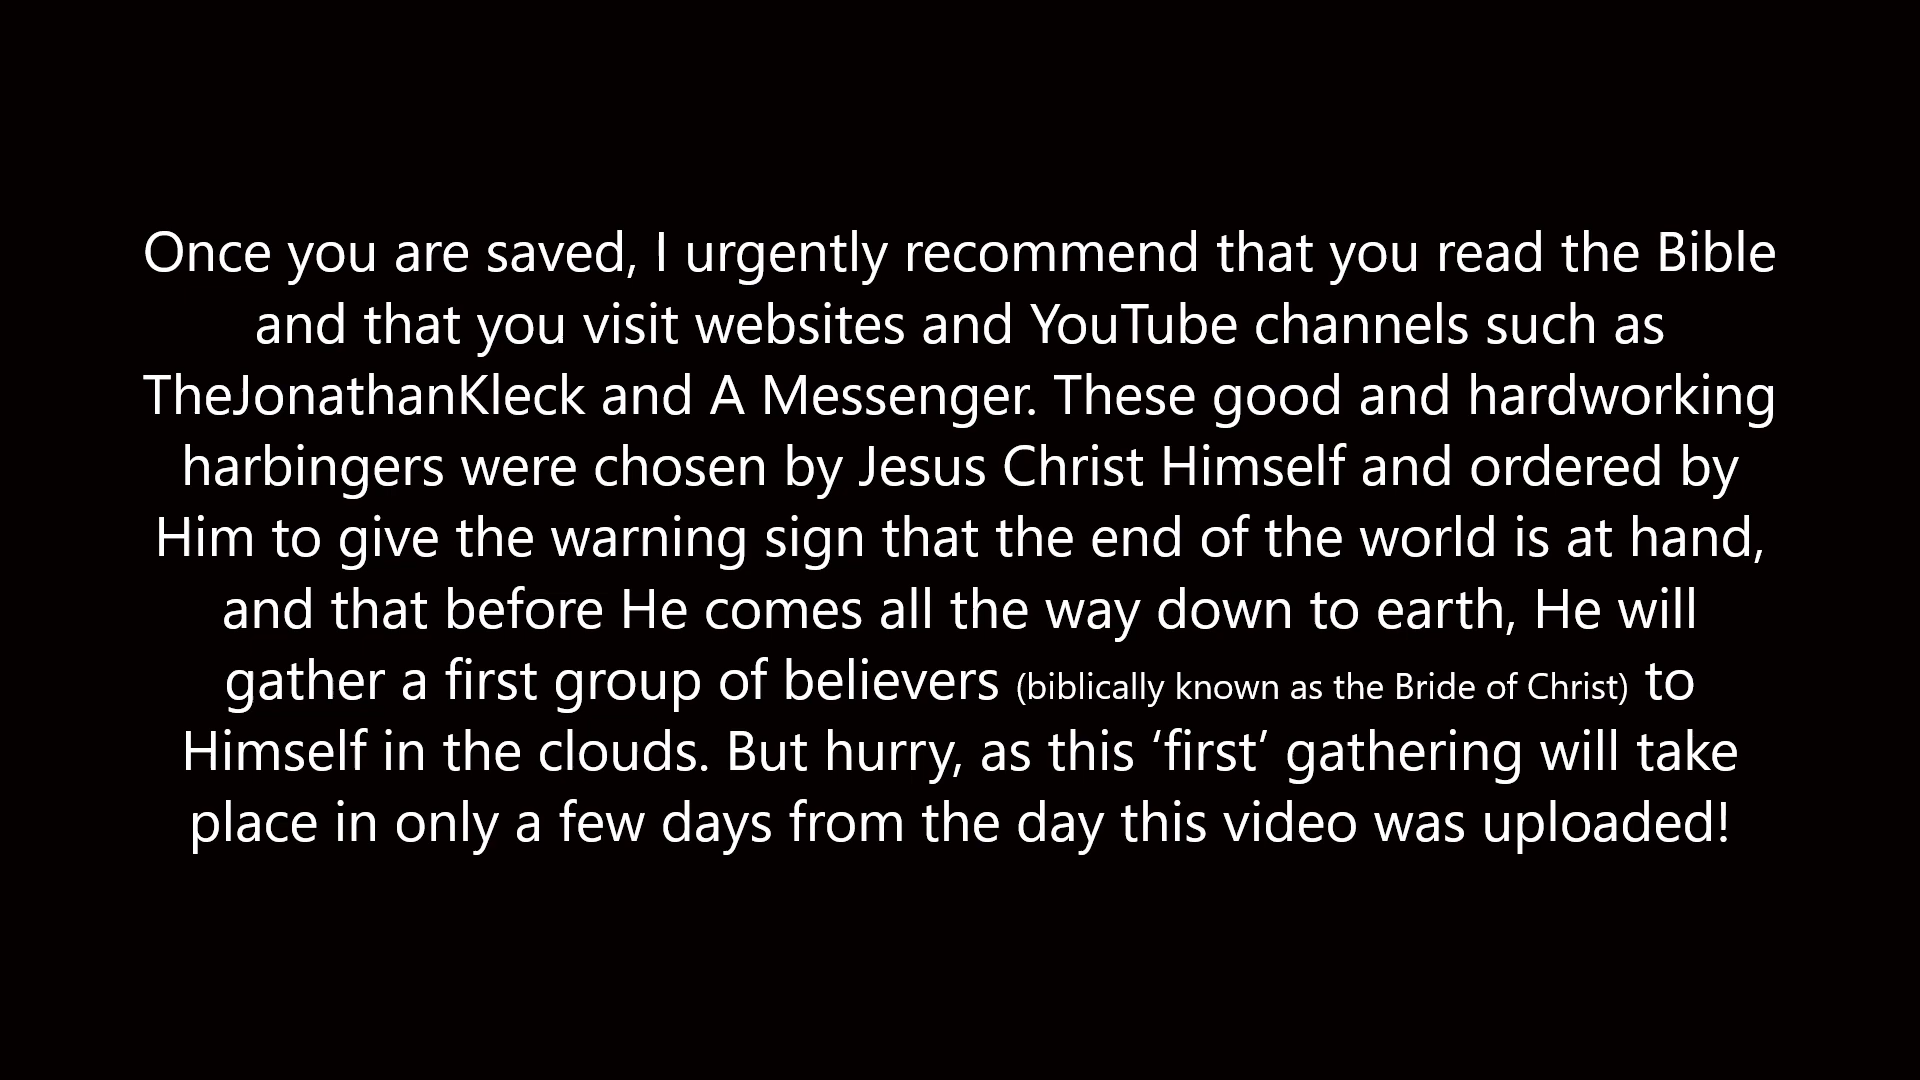 Once you are saved, I urgently recommend that you read the Bible
and that you visit websites and YouTube channels such as
TheJonathanKleck and A Messenger. These good and hardworking
harbingers were chosen by Jesus Christ Himself and ordered by
Him to give the warning sign that the end of the world is at hand,
and that before He comes all the way down to earth, He will
gather a first group of believers (biblically known as the Bride of Christ) to
Himself in the clouds. But hurry, as this ‘first’ gathering will take
place in only a few days from the day this video was uploaded!